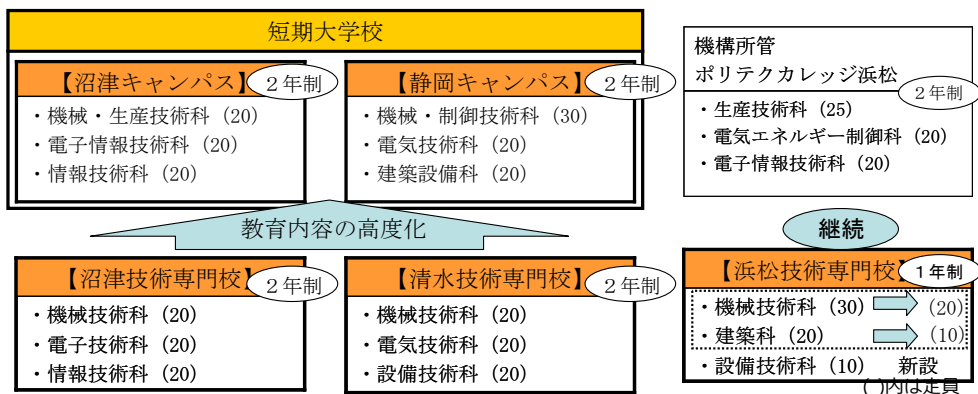 短期大学校
【沼津キャンパス】
２年制
・機械・生産技術科（20）
・電子情報技術科（20）
・情報技術科（20）
【静岡キャンパス】
２年制
・機械・制御技術科（30）
・電気技術科（20）
・建築設備科（20）
機構所管
ポリテクカレッジ浜松
２年制
・生産技術科（25）
・電気エネルギー制御科（20）
・電子情報技術科（20）
教育内容の高度化
継続
【沼津技術専門校】
２年制
・機械技術科（20）
・電子技術科（20）
・情報技術科（20）
【清水技術専門校】
２年制
・機械技術科（20）
・電気技術科（20）
・設備技術科（20）
【浜松技術専門校】
１年制
・機械技術科（30） （20）
・建築科（20） （10）
・設備技術科（10） 新設
( )内は定員